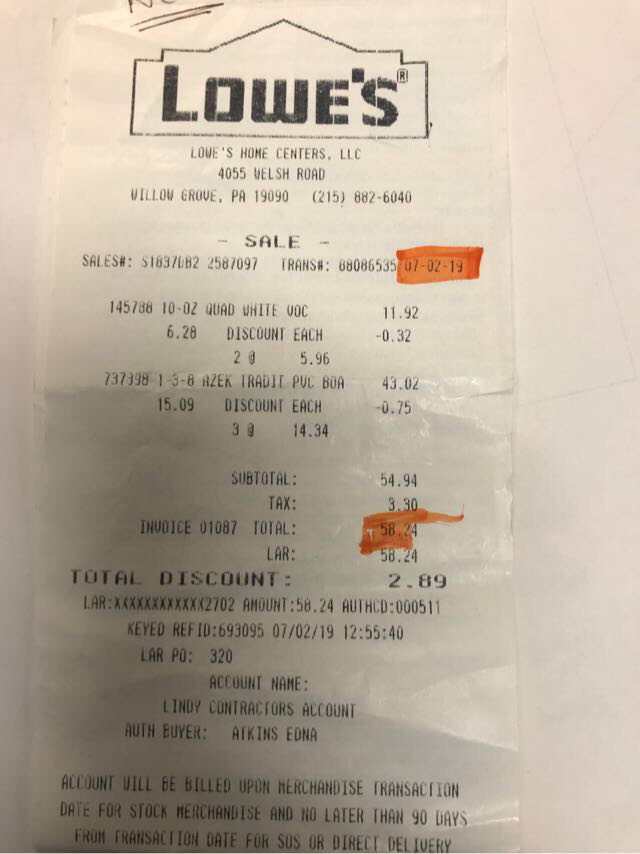 LOWE'S®
LOWE'S HOME CENTERS, LLC
4055 WELSH ROAD
WILLOW GROVE, PA 19090 (215) 882-6040
- SALE -
SALES#: S1837DB2 2587097 TRANS#: 88086535 07-02-19
145788 10-OZ QUAD WHITE VOC 11.92
6.28 DISCOUNT EACH -0.32
2 @ 5.96
737398 1-3-8 AZEK TRADIT PVC BOA 43.02
15.09 DISCOUNT EACH -0.75
3 @ 14.34
SUBTOTAL: 54.94
TAX: 3.30
INVOICE 01087 TOTAL: 58.24
LAR: 58.24
TOTAL DISCOUNT: 2.89
LAR:XXXXXXXXXXXX2702 AMOUNT:58.24 AUTHCD:000511
KEYED REFID:693095 07/02/19 12:55:40
LAR PO: 320
ACCOUNT NAME:
LINDY CONTRACTORS ACCOUNT
AUTH BUYER: ATKINS EDNA
ACCOUNT WILL BE BILLED UPON MERCHANDISE TRANSACTION
DATE FOR STOCK MERCHANDISE AND NO LATER THAN 90 DAYS
FROM TRANSACTION DATE FOR SOS OR DIRECT DELIVERY